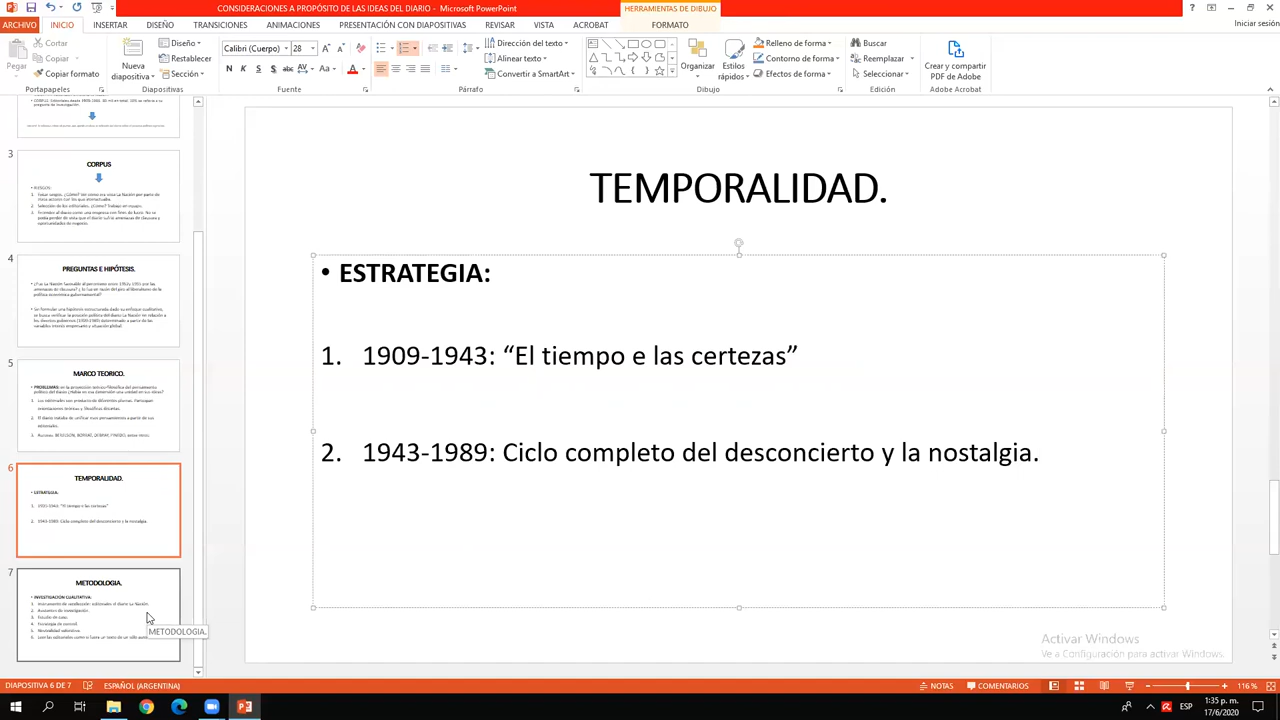 CONSIDERACIONES A PROPÓSITO DE LAS IDEAS DEL DIARIO - Microsoft PowerPoint
HERRAMIENTAS DE DIBUJO
ARCHIVO INICIO INSERTAR DISEÑO TRANSICIONES ANIMACIONES PRESENTACIÓN CON DIAPOSITIVAS REVISAR VISTA ACROBAT FORMATO
Iniciar sesión
Pegar
Cortar
Copiar
Copiar formato
Portapapeles
Nueva diapositiva
Diseño
Restablecer
Sección
Diapositivas
Calibri (Cuerpo) 28
N K S abc AV Aa A
Fuente
Dirección del texto
Alinear texto
Convertir a SmartArt
Párrafo
Organizar
Estilos rápidos
Relleno de forma
Contorno de forma
Efectos de forma
Dibujo
Buscar
Reemplazar
Seleccionar
Edición
Crear y compartir PDF de Adobe
Adobe Acrobat
3
CORPUS
4
PREGUNTAS E HIPÓTESIS.
5
MARCO TEORICO.
6
TEMPORALIDAD.
ESTRATEGIA:
7
METODOLOGIA.
INVESTIGACIÓN CUALITATIVA:
METODOLOGIA.
TEMPORALIDAD.
• ESTRATEGIA:
1. 1909-1943: “El tiempo e las certezas”
2. 1943-1989: Ciclo completo del desconcierto y la nostalgia.
Activar Windows
Ve a Configuración para activar Windows.
DIAPOSITIVA 6 DE 7 ESPAÑOL (ARGENTINA) NOTAS COMENTARIOS 116 %
ESP
1:35 p. m.
17/6/2020